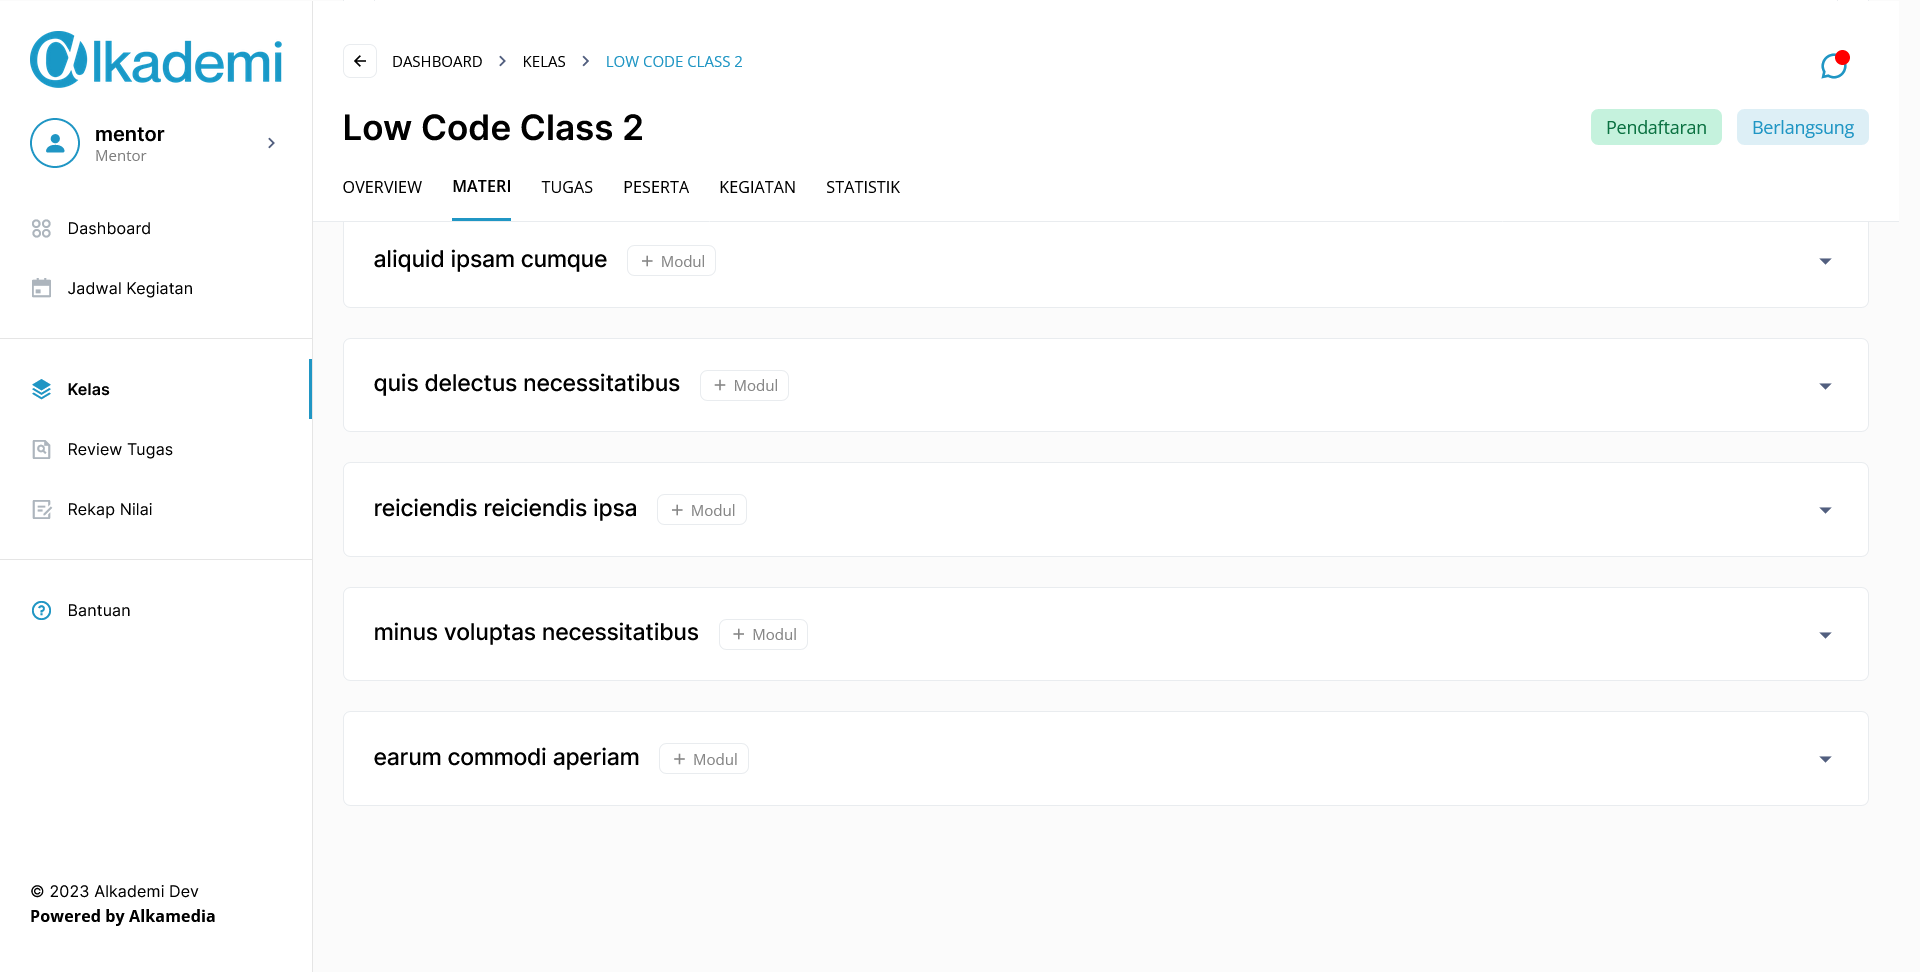 alkademi
mentor
Mentor
Dashboard
Jadwal Kegiatan
Kelas
Review Tugas
Rekap Nilai
Bantuan
© 2023 Alkademi Dev
Powered by Alkamedia
DASHBOARD > KELAS > LOW CODE CLASS 2
Low Code Class 2
Pendaftaran
Berlangsung
OVERVIEW MATERI TUGAS PESERTA KEGIATAN STATISTIK
aliquid ipsam cumque + Modul
quis delectus necessitatibus + Modul
reiciendis reiciendis ipsa + Modul
minus voluptas necessitatibus + Modul
earum commodi aperiam + Modul